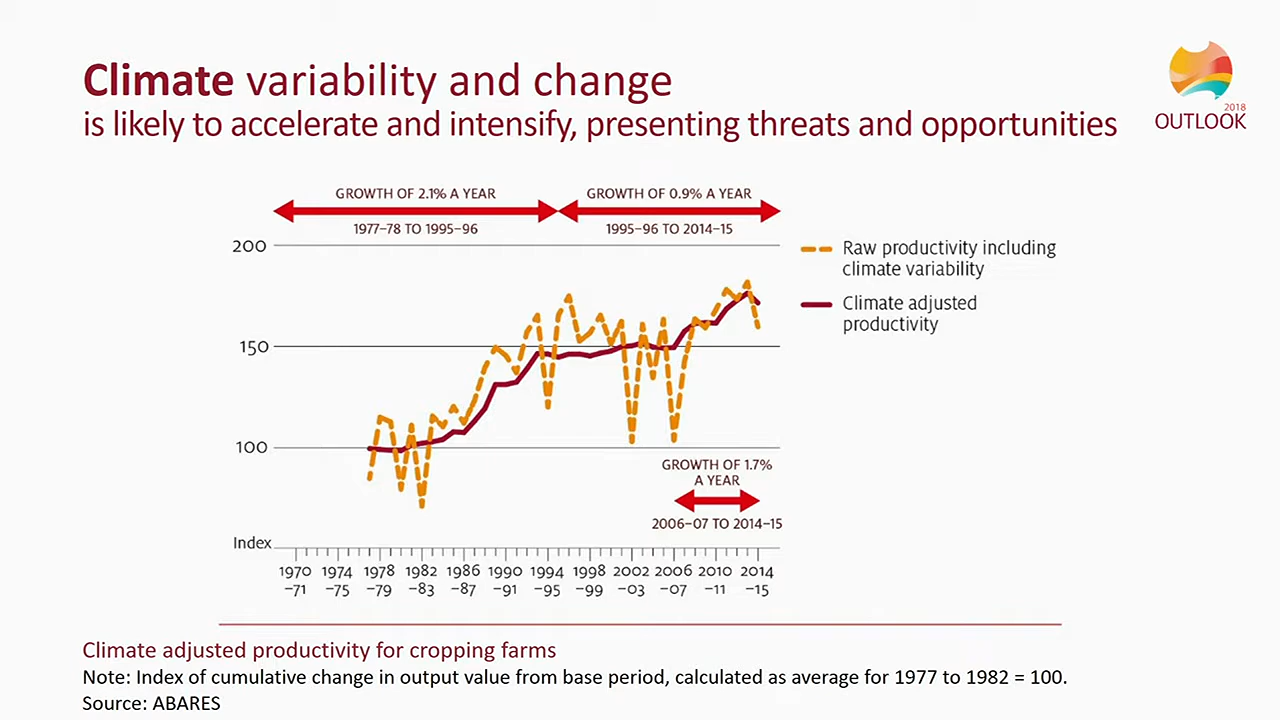 Climate variability and change
is likely to accelerate and intensify, presenting threats and opportunities
2018
OUTLOOK
GROWTH OF 2.1% A YEAR
GROWTH OF 0.9% A YEAR
1977–78 TO 1995–96
1995–96 TO 2014–15
200
150
100
Index
Raw productivity including
climate variability
Climate adjusted
productivity
GROWTH OF 1.7%
A YEAR
2006–07 TO 2014–15
1970 1974 1978 1982 1986 1990 1994 1998 2002 2006 2010 2014
–71 –75 –79 –83 –87 –91 –95 –99 –03 –07 –11 –15
Climate adjusted productivity for cropping farms
Note: Index of cumulative change in output value from base period, calculated as average for 1977 to 1982 = 100.
Source: ABARES